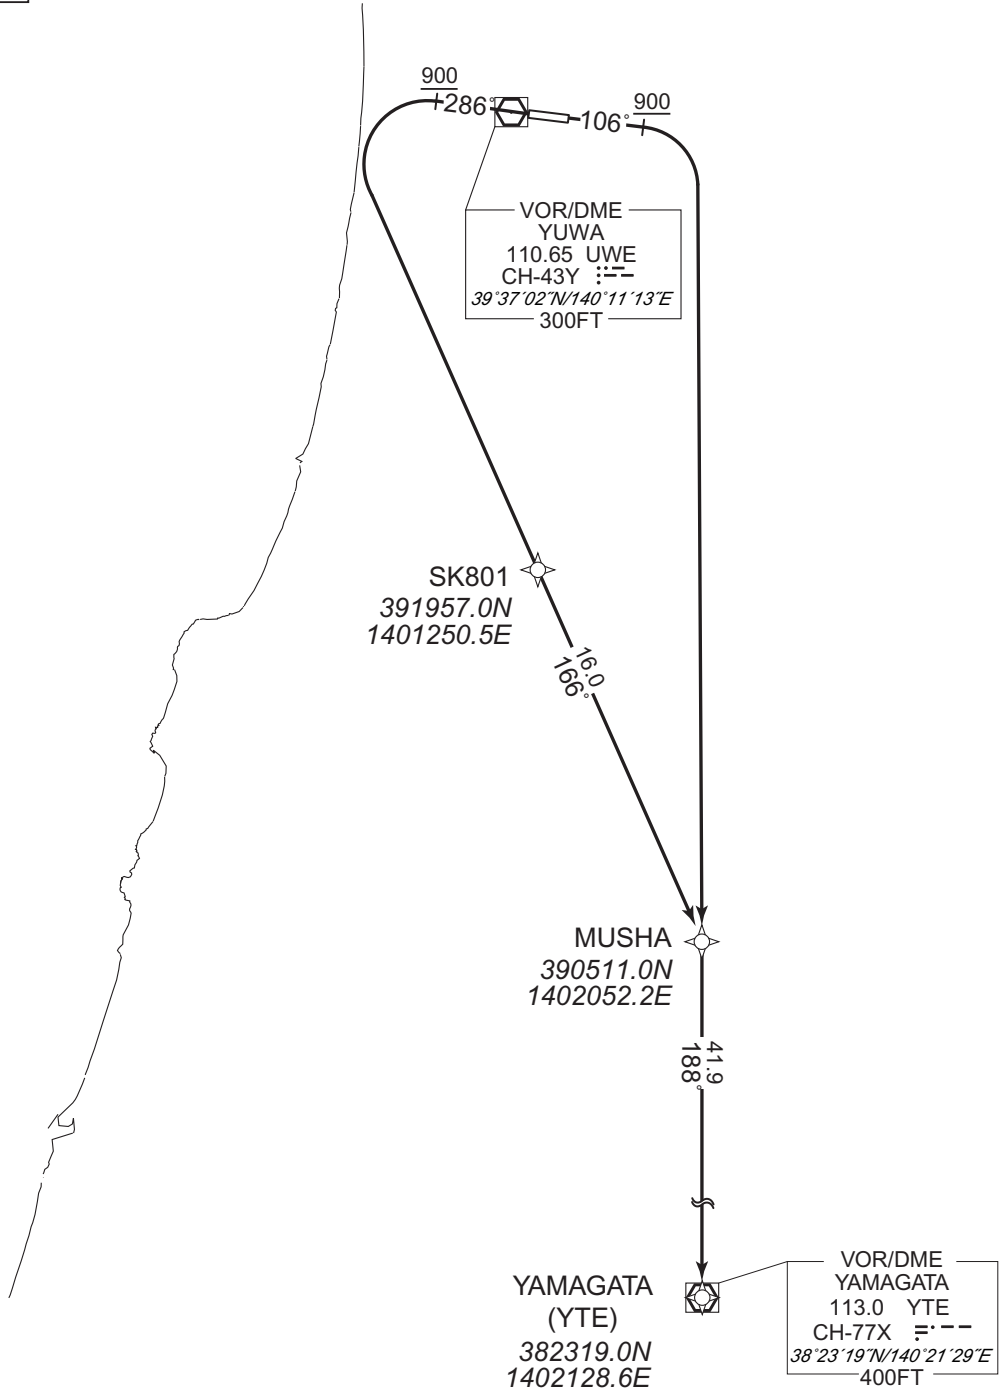 900
286°
106°
900
VOR/DME
YUWA
110.65 UWE
CH-43Y
39°37´02˝N/140°11´13˝E
300FT
SK801
391957.0N
1401250.5E
16.0
166°
MUSHA
390511.0N
1402052.2E
41.9
188°
YAMAGATA
(YTE)
382319.0N
1402128.6E
VOR/DME
YAMAGATA
113.0 YTE
CH-77X
38°23´19˝N/140°21´29˝E
400FT